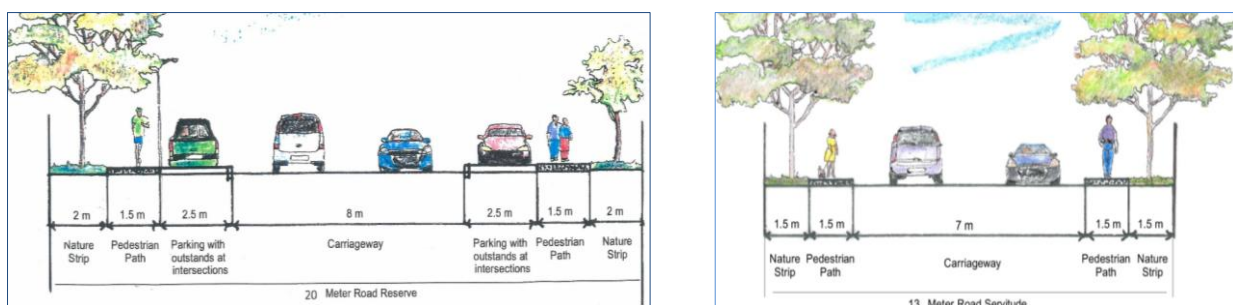 2 m 1.5 m 2.5 m 8 m 2.5 m 1.5 m 2 m
Nature Strip
Pedestrian Path
Parking with outstands at intersections
Carriageway
Parking with outstands at intersections
Pedestrian Path
Nature Strip
20 Meter Road Reserve
1.5 m 1.5 m 7 m 1.5 m 1.5 m
Nature Strip
Pedestrian Path
Carriageway
Pedestrian Path
Nature Strip
13 Meter Road Servitude